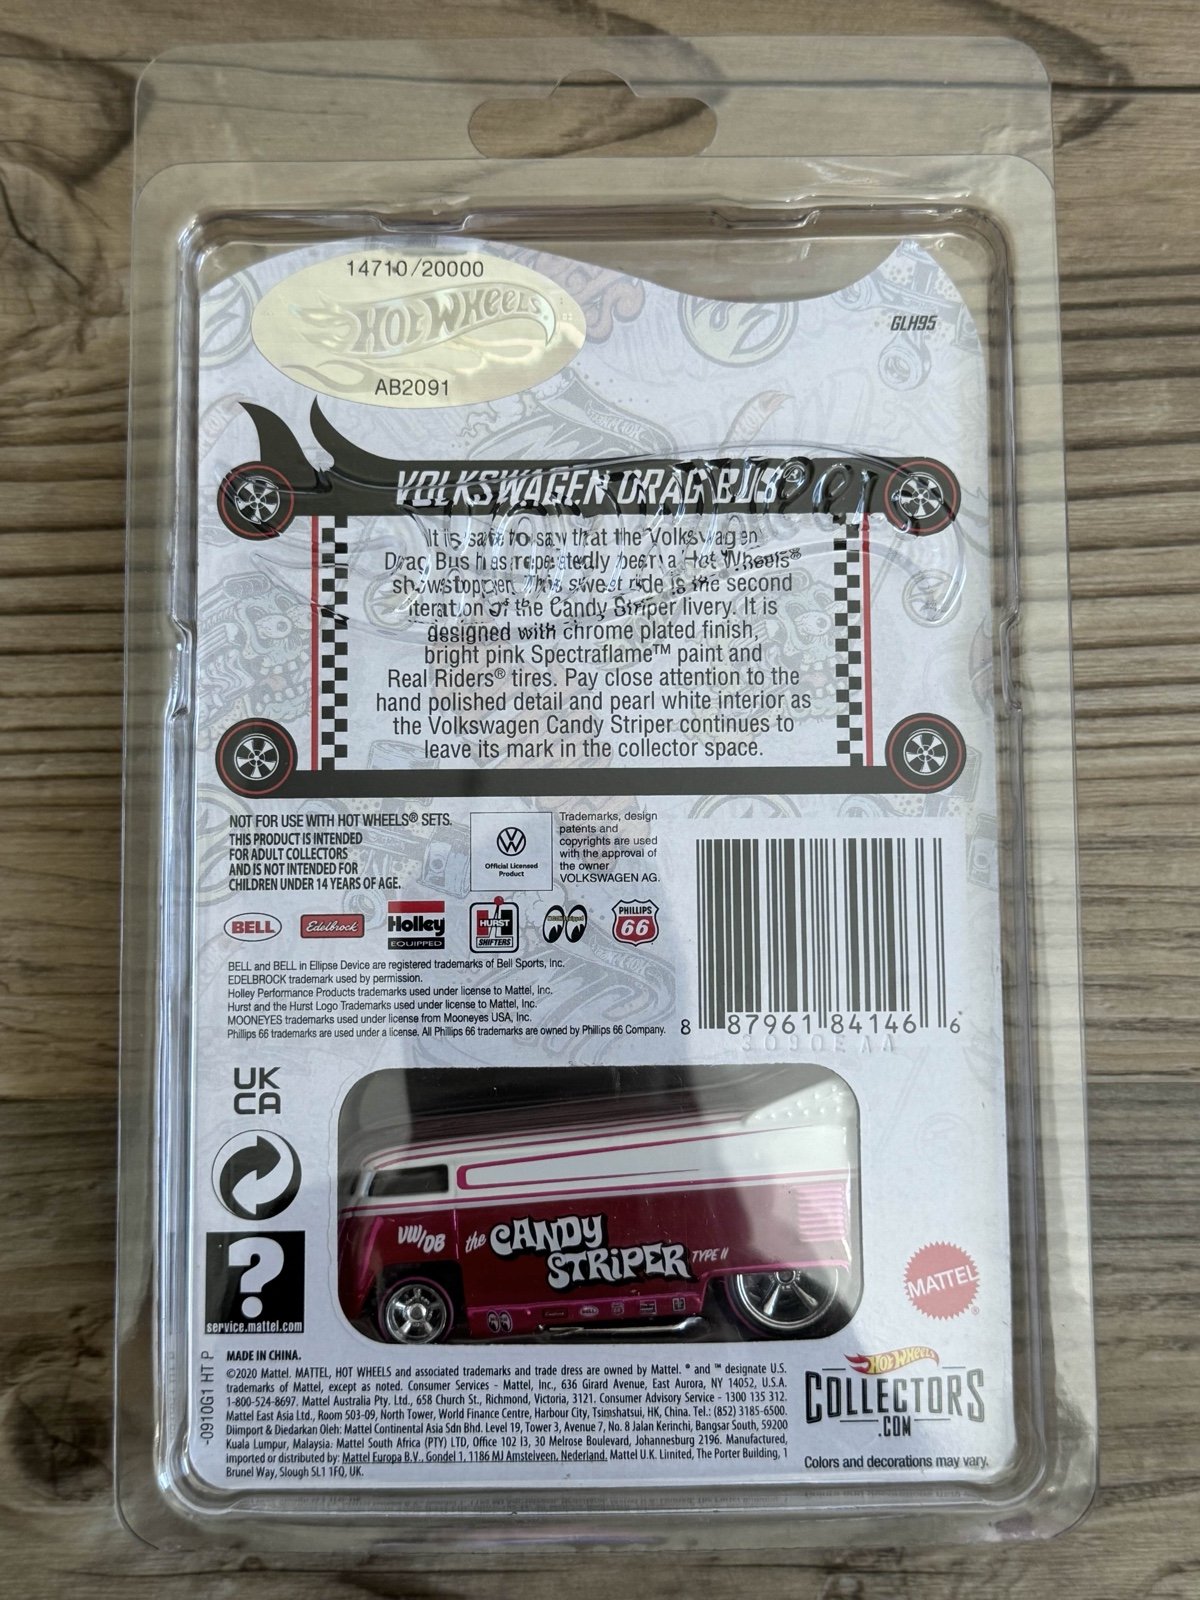 14710/20000
HOT WHEELS
AB2091
GLH95
VOLKSWAGEN DRAG BUS®
It is safe to say that the Volkswagen
Drag Bus has repeatedly been a Hot Wheels®
showstopper. This sweet ride is the second
iteration of the Candy Striper livery. It is
designed with chrome plated finish,
bright pink Spectraflame™ paint and
Real Riders® tires. Pay close attention to the
hand polished detail and pearl white interior as
the Volkswagen Candy Striper continues to
leave its mark in the collector space.
NOT FOR USE WITH HOT WHEELS® SETS.
THIS PRODUCT IS INTENDED
FOR ADULT COLLECTORS
AND IS NOT INTENDED FOR
CHILDREN UNDER 14 YEARS OF AGE.
Official Licensed
Product
Trademarks, design
patents and
copyrights are used
with the approval of
the owner
VOLKSWAGEN AG.
BELL
Edelbrock
Holley
EQUIPPED
HURST
SHIFTERS
PHILLIPS
66
BELL and BELL in Ellipse Device are registered trademarks of Bell Sports, Inc.
EDELBROCK trademark used by permission.
Holley Performance Products trademarks used under license to Mattel, Inc.
Hurst and the Hurst Logo Trademarks used under license to Mattel, Inc.
MOONEYES trademarks used under license from Mooneyes USA, Inc.
Phillips 66 trademarks are used under a license. All Phillips 66 trademarks are owned by Phillips 66 Company.
8 87961 84146 6
UK
CA
?
service.mattel.com
VW/DB
the CANDY
STRIPER TYPE II
MATTEL®
-0910G1 HT P
MADE IN CHINA.
©2020 Mattel. MATTEL, HOT WHEELS and associated trademarks and trade dress are owned by Mattel. ® and ™ designate U.S.
trademarks of Mattel, except as noted. Consumer Services - Mattel, Inc., 636 Girard Avenue, East Aurora, NY 14052, U.S.A.
1-800-524-8697. Mattel Australia Pty. Ltd., 658 Church St., Richmond, Victoria, 3121. Consumer Advisory Service - 1300 135 312.
Mattel East Asia Ltd., Room 503-09, North Tower, World Finance Centre, Harbour City, Tsimshatsui, HK, China. Tel.: (852) 3185-6500.
Diimport & Diedarkan Oleh: Mattel Continental Asia Sdn Bhd. Level 19, Tower 3, Avenue 7, No. 8 Jalan Kerinchi, Bangsar South, 59200
Kuala Lumpur, Malaysia. Mattel South Africa (PTY) LTD, Office 102 I3, 30 Melrose Boulevard, Johannesburg 2196. Manufactured,
imported or distributed by: Mattel Europa B.V., Gondel 1, 1186 MJ Amstelveen, Nederland. Mattel U.K. Limited, The Porter Building, 1
Brunel Way, Slough SL1 1FQ, UK.
HOT WHEELS
COLLECTORS
.COM
Colors and decorations may vary.